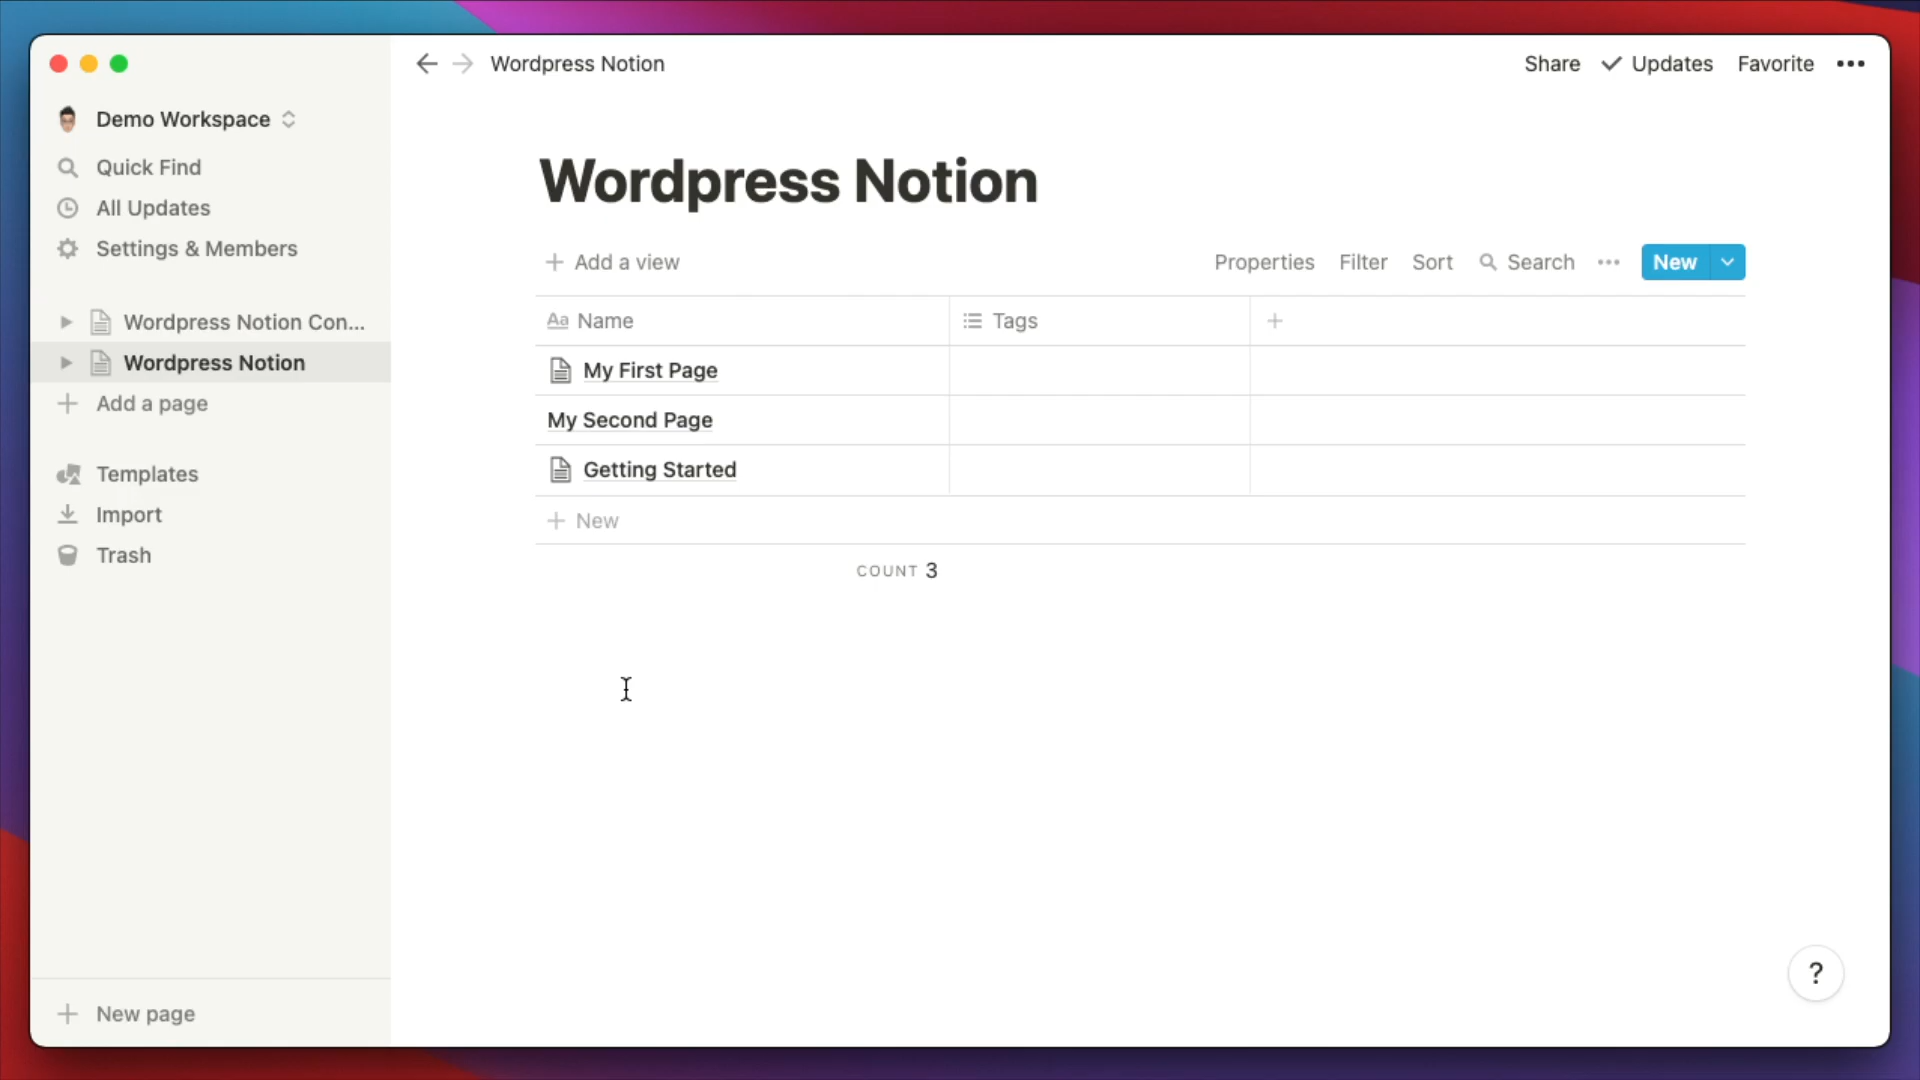 Wordpress Notion
Share
Updates
Favorite
Demo Workspace
Quick Find
All Updates
Settings & Members
Wordpress Notion Con...
Wordpress Notion
Add a page
Templates
Import
Trash
New page
Wordpress Notion
Add a view
Properties
Filter
Sort
Search
New
Aa Name
Tags
My First Page
My Second Page
Getting Started
New
COUNT 3
?